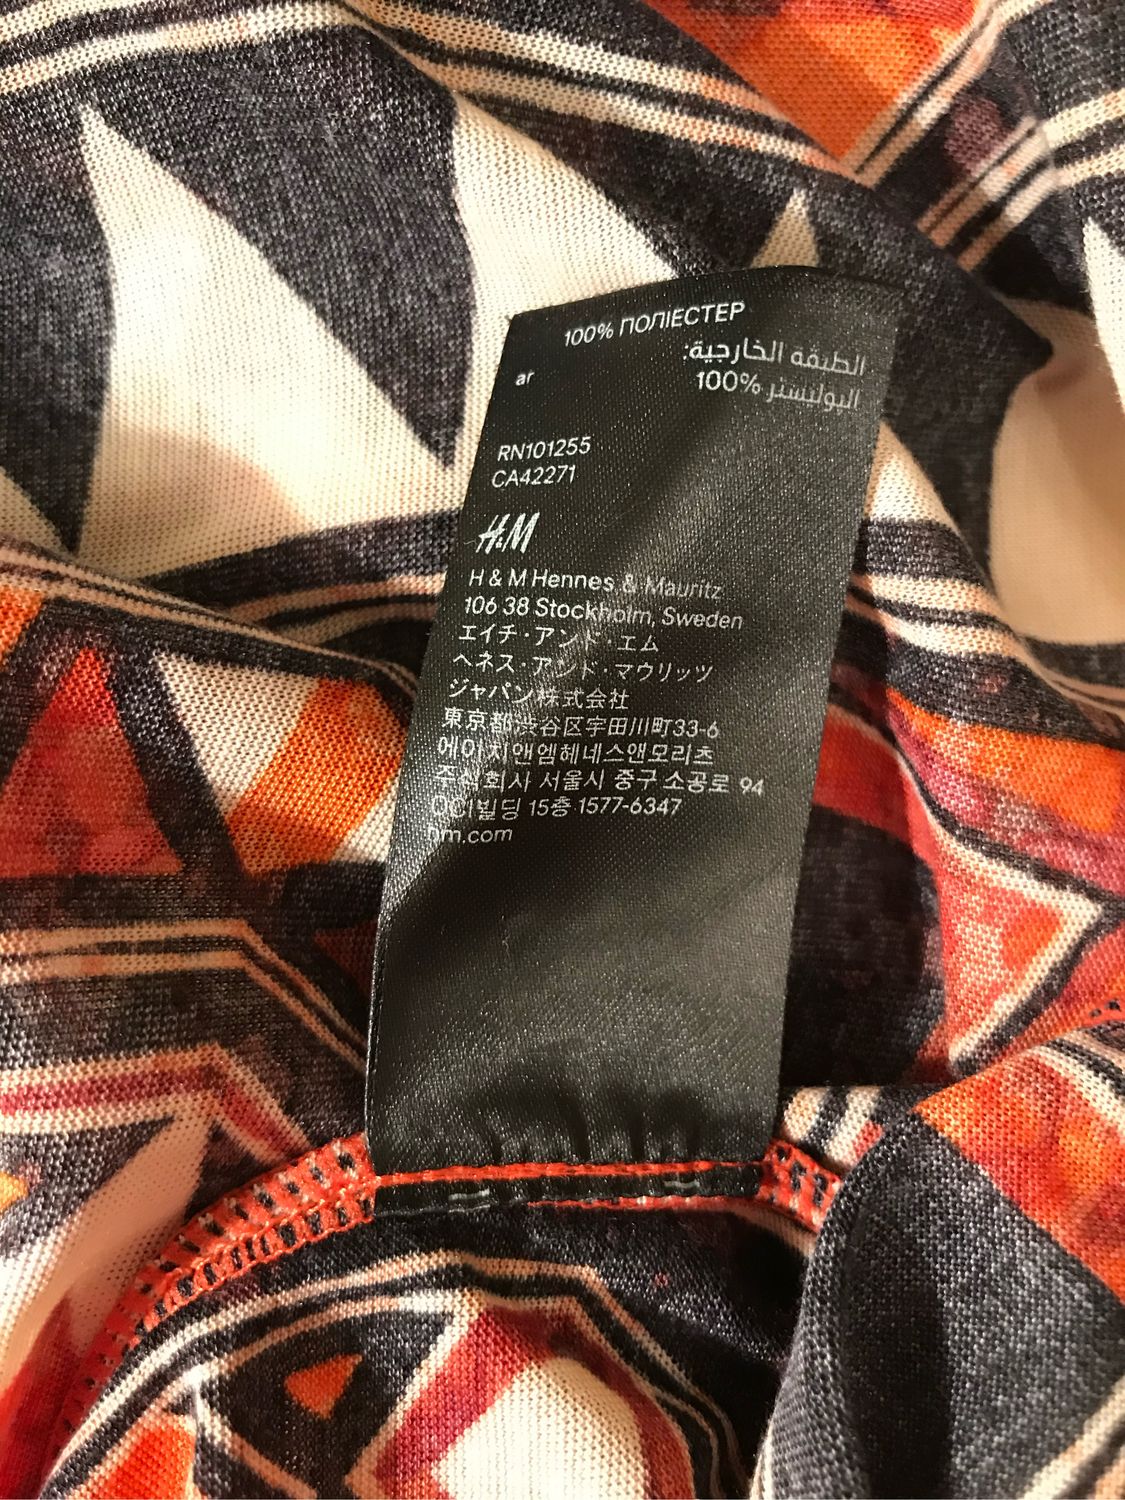 100% ПОЛІЕСТЕР
ar الطبقة الخارجية:
البوليستر %100
RN101255
CA42271
H&M
H & M Hennes & Mauritz
106 38 Stockholm, Sweden
エイチ・アンド・エム
ヘネス・アンド・マウリッツ
ジャパン株式会社
東京都渋谷区宇田川町33-6
에이치앤엠헤네스앤모리츠
주식회사 서울시 중구 소공로 94
OCI빌딩 15층 1577-6347
hm.com